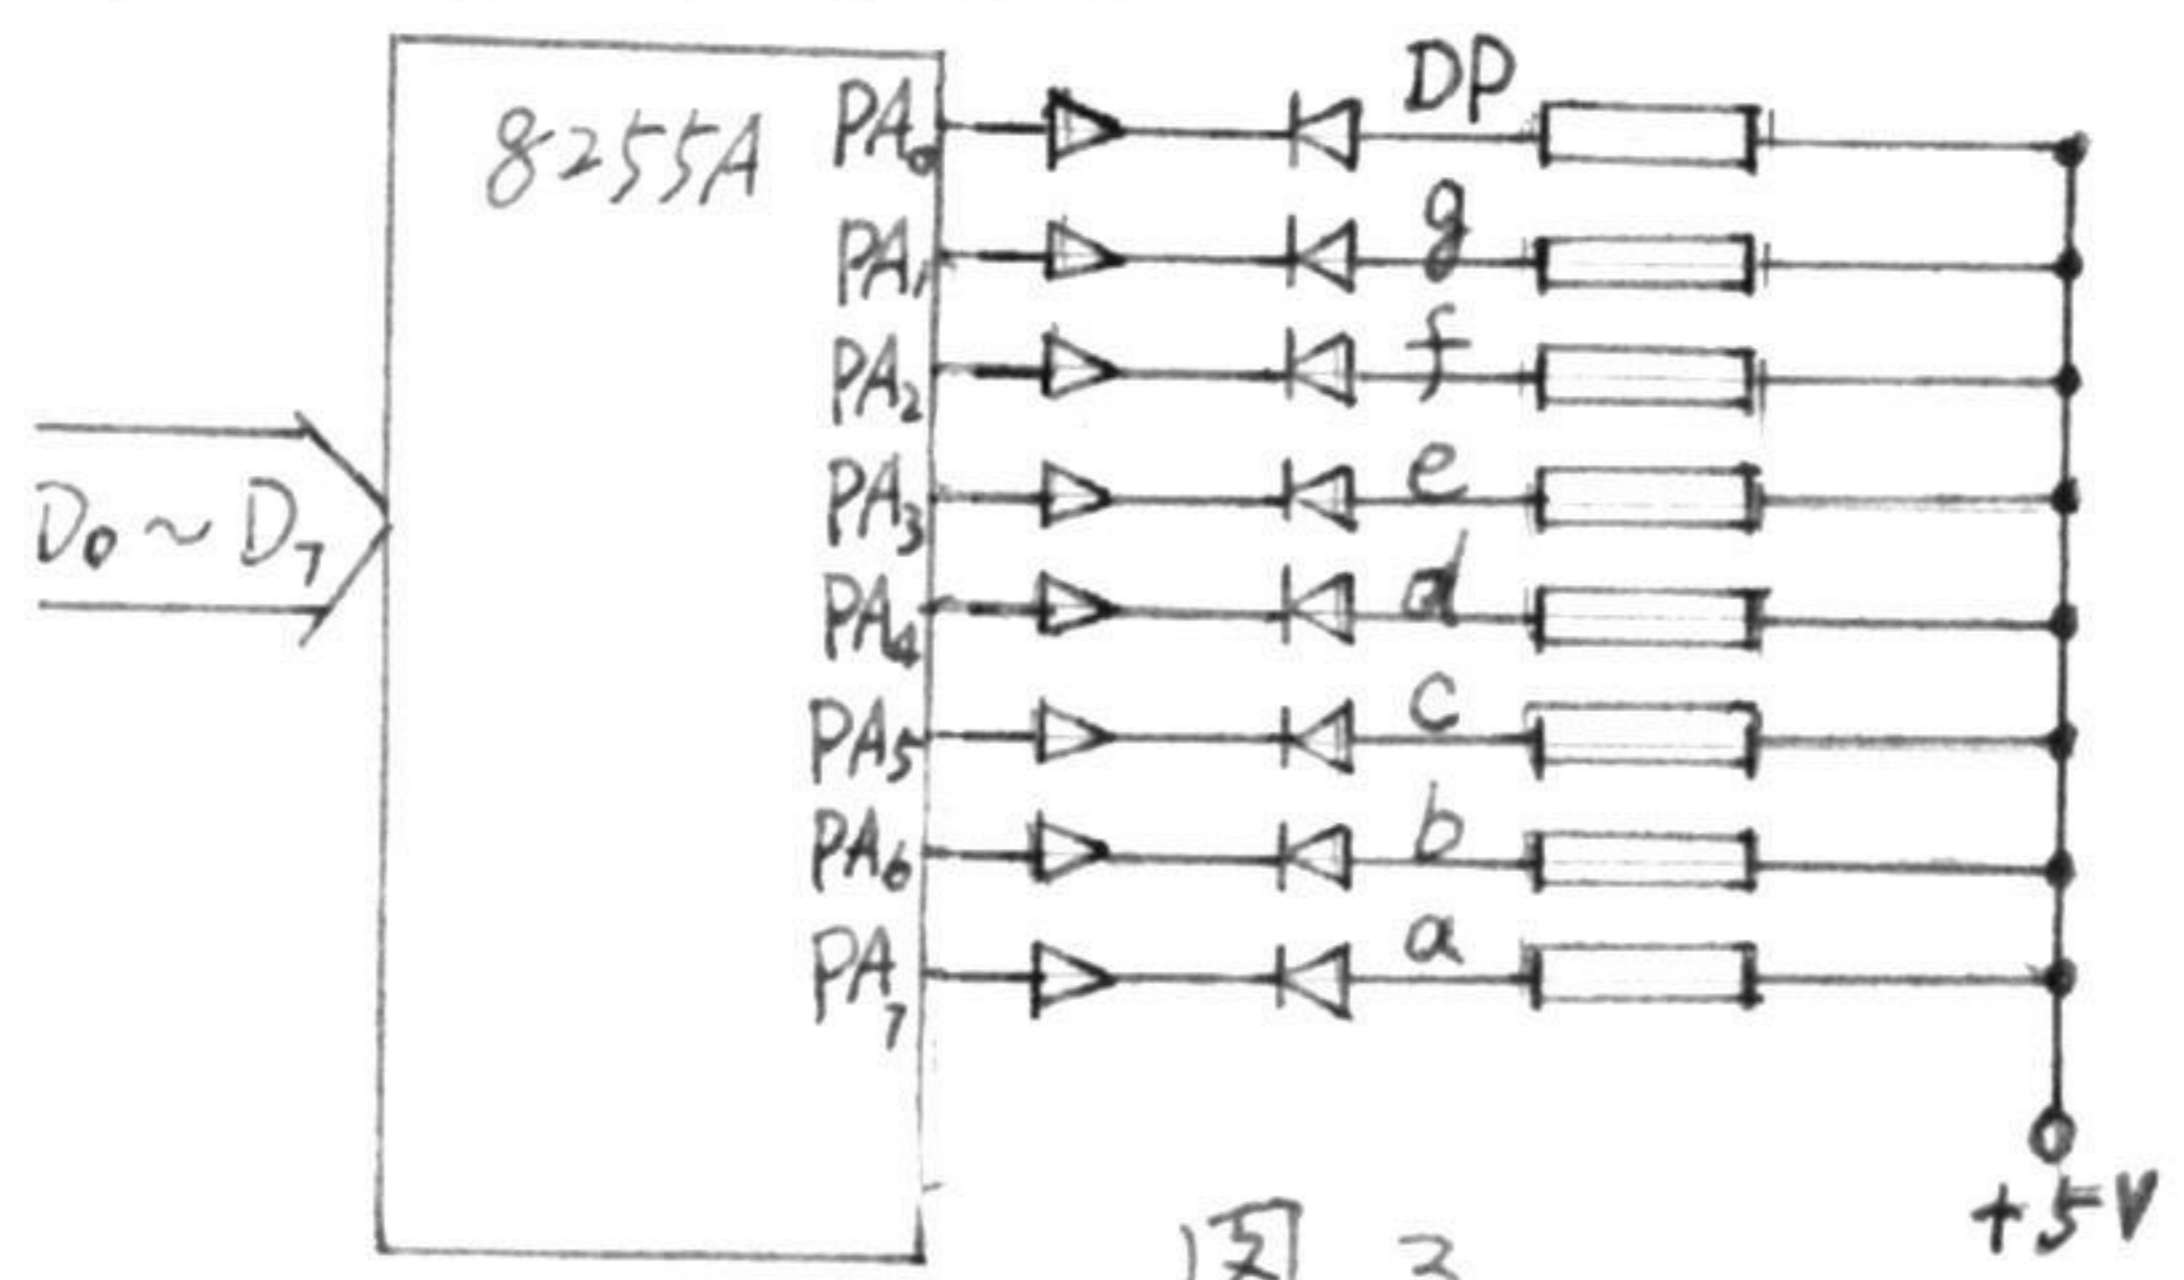 8255A
PA₀
DP
PA₁
g
PA₂
f
PA₃
e
D₀～D₇
PA₄
d
PA₅
c
PA₆
b
PA₇
a
+5V
图 3